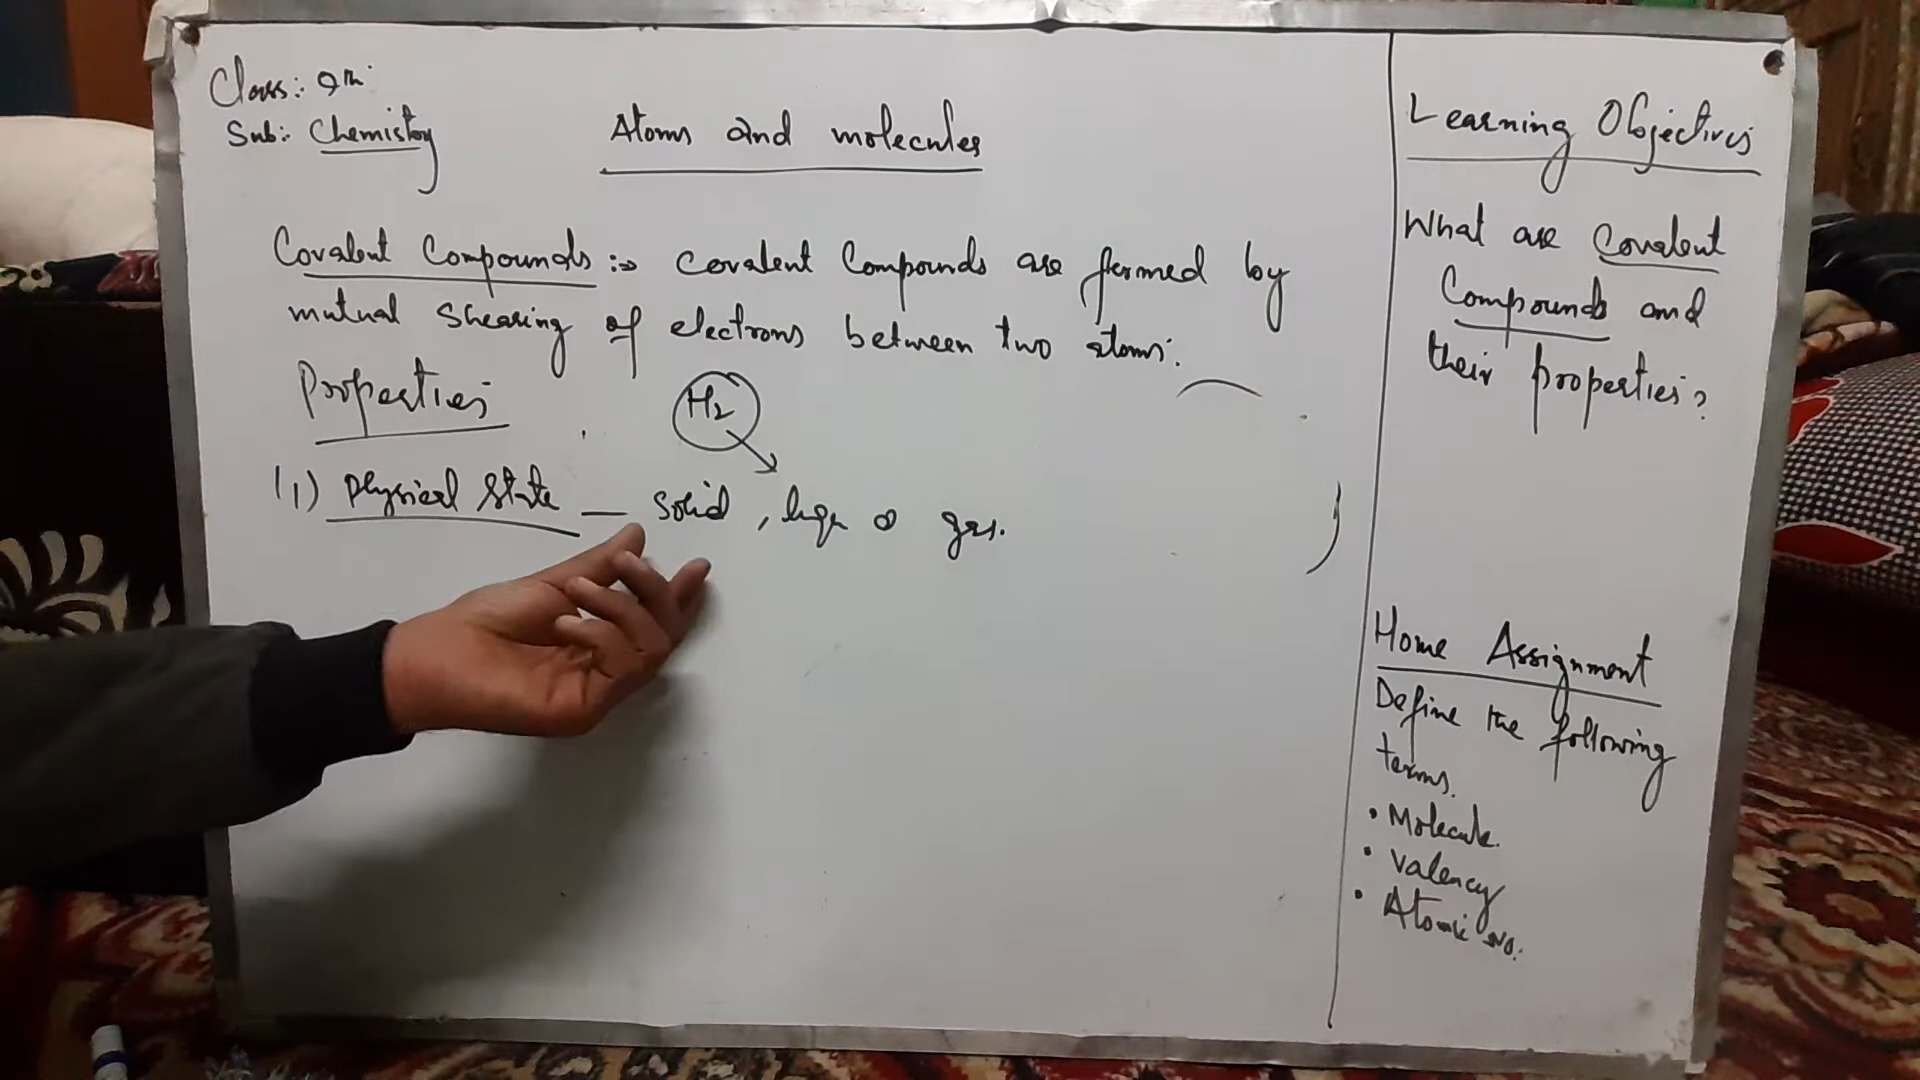 Class: 9th
Sub: Chemistry
Atoms and molecules
Covalent Compounds :→ Covalent Compounds are formed by
mutual shearing of electrons between two atoms.
Properties
H2
(1) Physical State — Solid, liqu or gas.
Learning Objectives
What are Covalent
Compounds and
their properties?
Home Assignment
Define the following
terms.
• Molecule.
• Valency
• Atomic No.